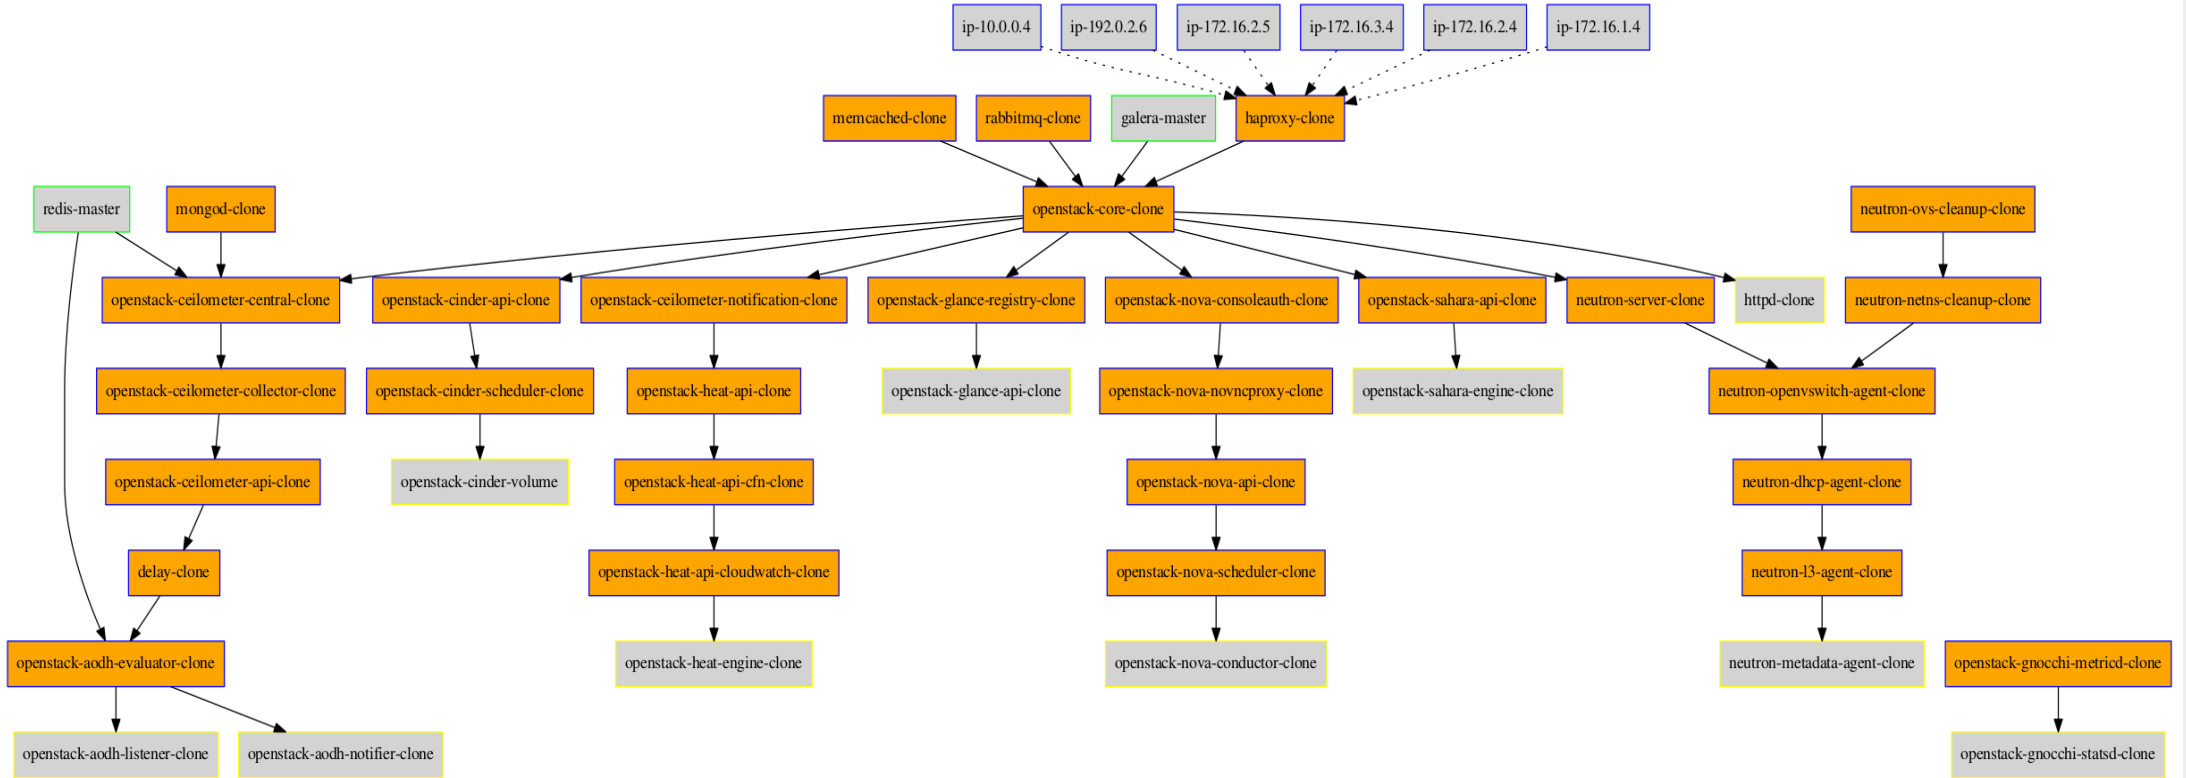 ip-10.0.0.4
ip-192.0.2.6
ip-172.16.2.5
ip-172.16.3.4
ip-172.16.2.4
ip-172.16.1.4
memcached-clone
rabbitmq-clone
galera-master
haproxy-clone
redis-master
mongod-clone
openstack-core-clone
neutron-ovs-cleanup-clone
openstack-ceilometer-central-clone
openstack-cinder-api-clone
openstack-ceilometer-notification-clone
openstack-glance-registry-clone
openstack-nova-consoleauth-clone
openstack-sahara-api-clone
neutron-server-clone
httpd-clone
neutron-netns-cleanup-clone
openstack-ceilometer-collector-clone
openstack-cinder-scheduler-clone
openstack-heat-api-clone
openstack-glance-api-clone
openstack-nova-novncproxy-clone
openstack-sahara-engine-clone
neutron-openvswitch-agent-clone
openstack-ceilometer-api-clone
openstack-cinder-volume
openstack-heat-api-cfn-clone
openstack-nova-api-clone
neutron-dhcp-agent-clone
delay-clone
openstack-heat-api-cloudwatch-clone
openstack-nova-scheduler-clone
neutron-l3-agent-clone
openstack-aodh-evaluator-clone
openstack-heat-engine-clone
openstack-nova-conductor-clone
neutron-metadata-agent-clone
openstack-gnocchi-metricd-clone
openstack-aodh-listener-clone
openstack-aodh-notifier-clone
openstack-gnocchi-statsd-clone